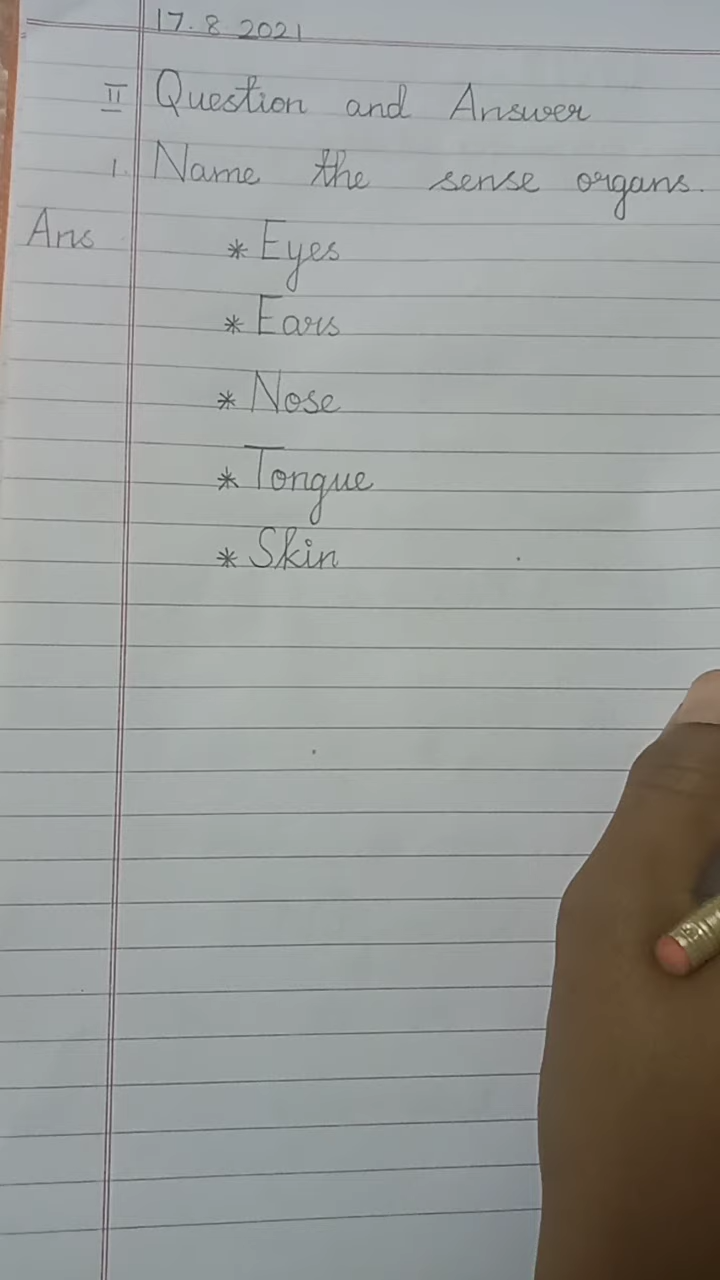 17.8 2021
II Question and Answer
1. Name the sense organs.
Ans * Eyes
* Ears
* Nose
* Tongue
* Skin